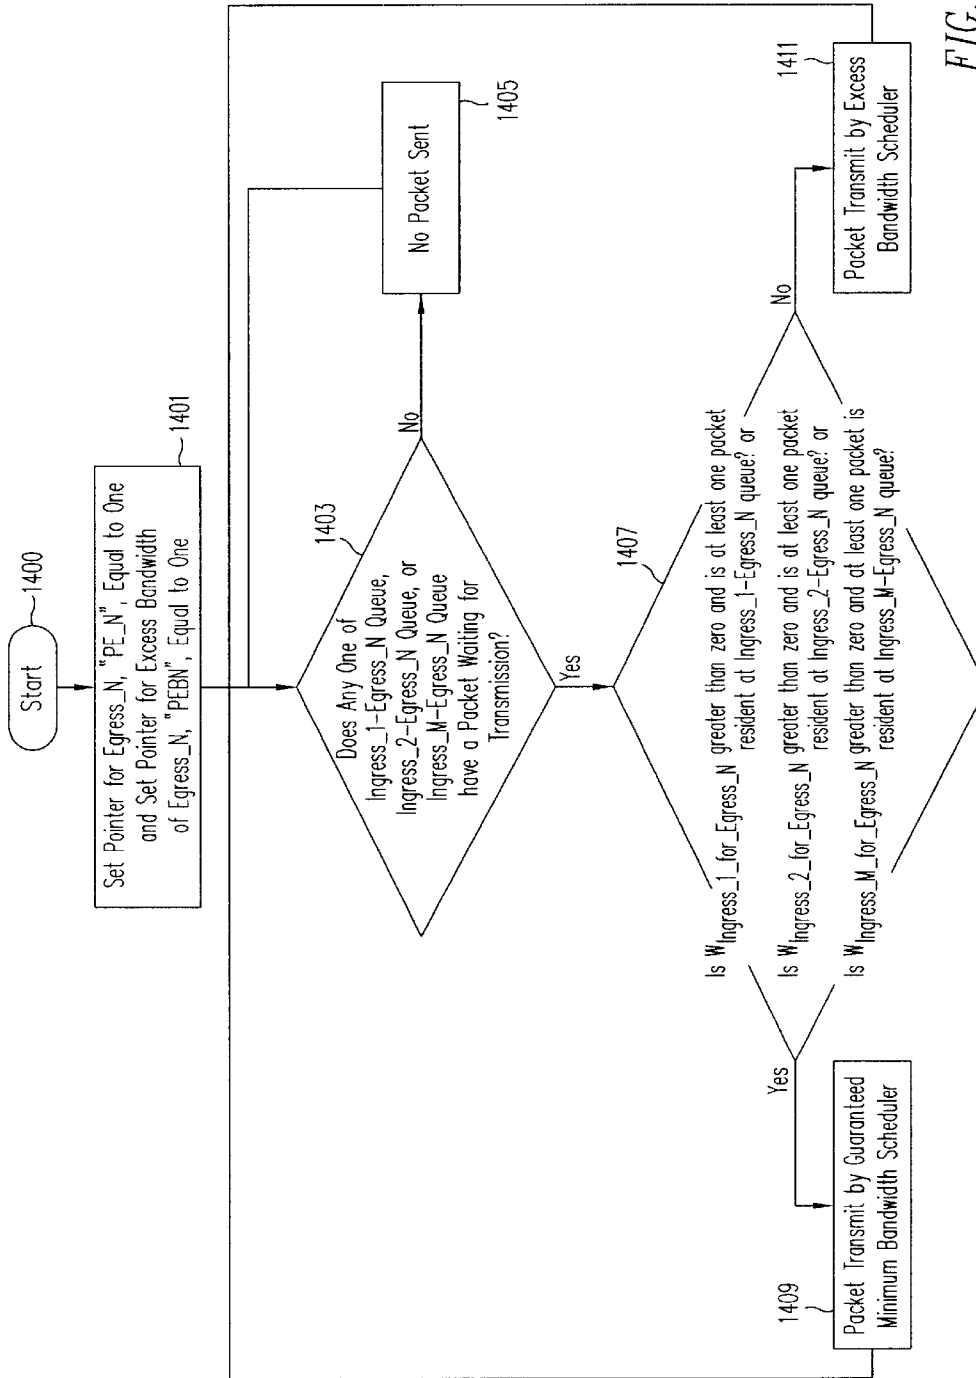 Start
1400
Set Pointer for Egress_N, "PE_N", Equal to One
and Set Pointer for Excess Bandwidth
of Egress_N, "PEBN", Equal to One
1401
1403
Does Any One of
Ingress_1-Egress_N Queue,
Ingress_2-Egress_N Queue, or
Ingress_M-Egress_N Queue
have a Packet Waiting for
Transmission?
No
No Packet Sent
1405
Yes
1407
Is WIngress_1_for_Egress_N greater than zero and is at least one packet
resident at Ingress_1-Egress_N queue? or
Is WIngress_2_for_Egress_N greater than zero and is at least one packet
resident at Ingress_2-Egress_N queue? or
Is WIngress_M_for_Egress_N greater than zero and at least one packet is
resident at Ingress_M-Egress_N queue?
Yes
No
1409
Packet Transmit by Guaranteed
Minimum Bandwidth Scheduler
1411
Packet Transmit by Excess
Bandwidth Scheduler
FIG.